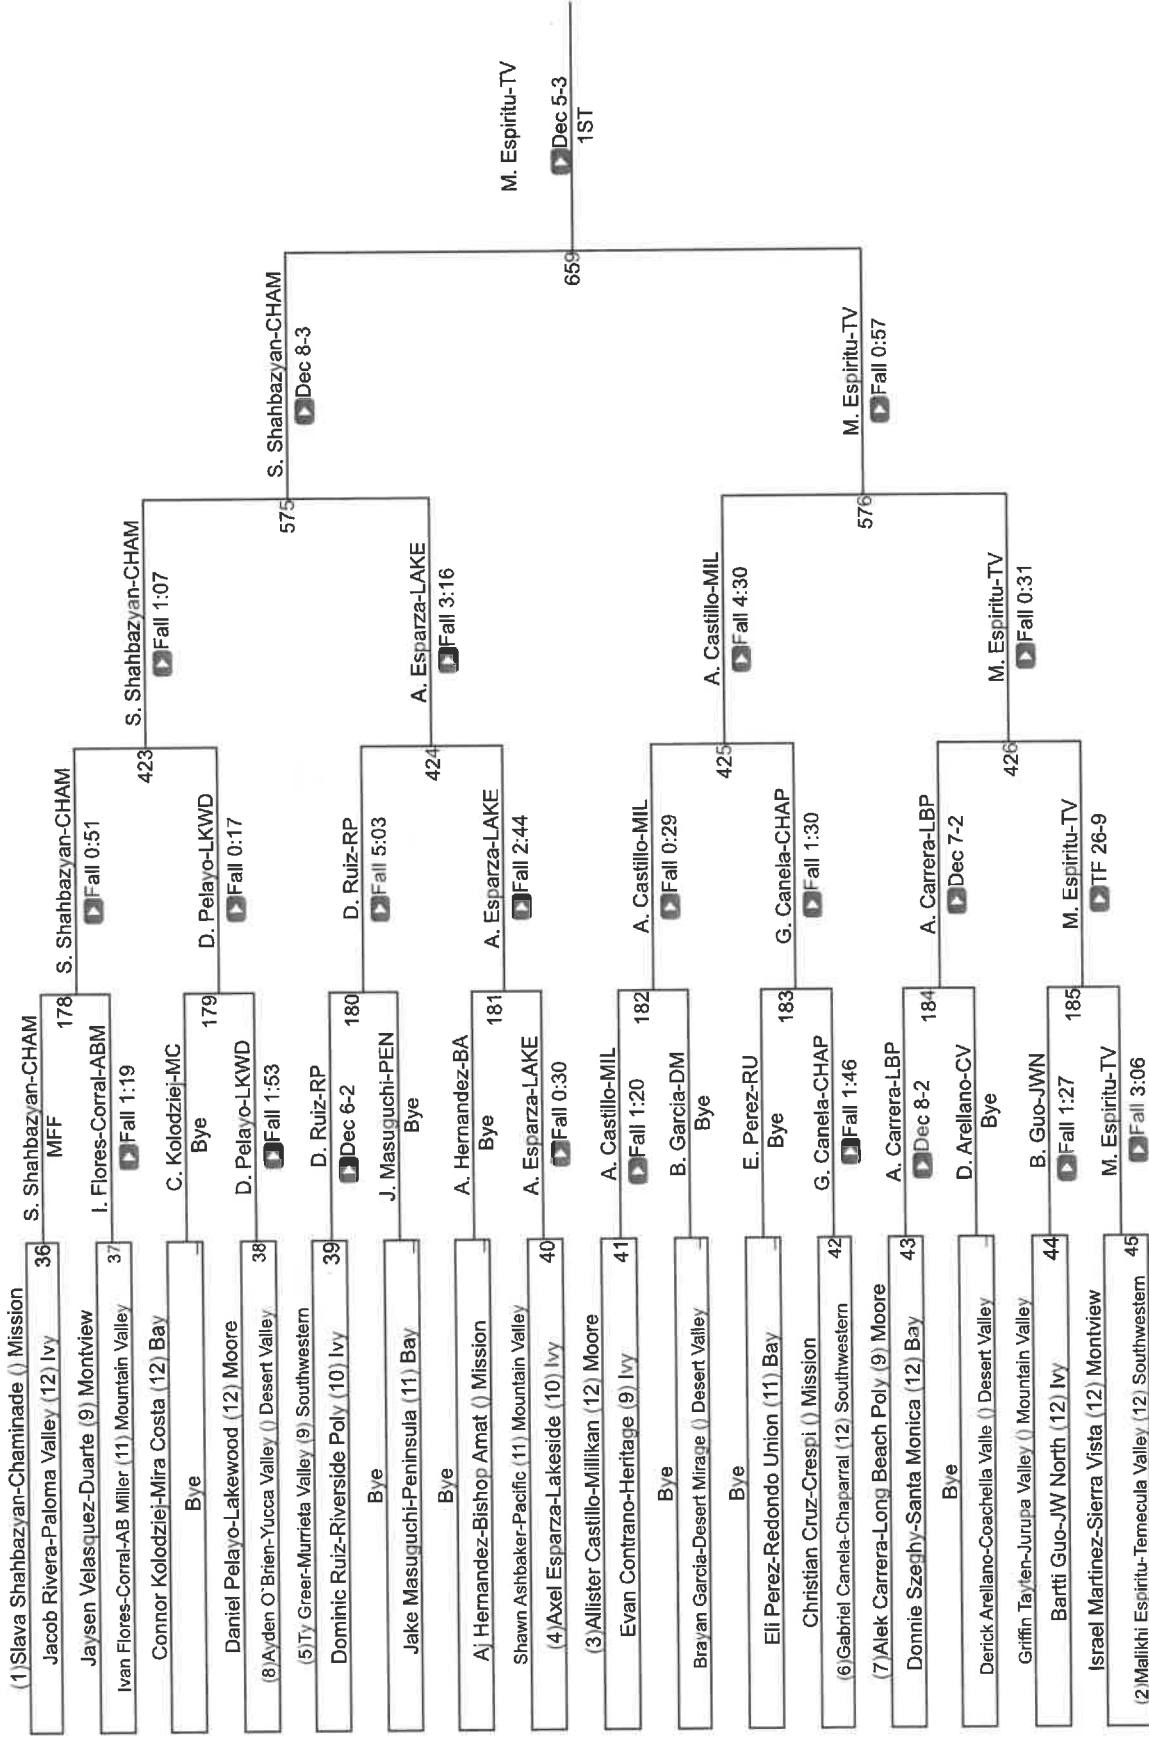 (1)Slava Shahbazyan-Chaminade () Mission
36
Jacob Rivera-Paloma Valley (12) Ivy
Jaysen Velasquez-Duarte (9) Montview
37
Ivan Flores-Corral-AB Miller (11) Mountain Valley
Connor Kolodziej-Mira Costa (12) Bay
Bye
Daniel Pelayo-Lakewood (12) Moore
38
(8)Ayden O`Brien-Yucca Valley () Desert Valley
(5)Ty Greer-Murrieta Valley (9) Southwestern
39
Dominic Ruiz-Riverside Poly (10) Ivy
Bye
Jake Masuguchi-Peninsula (11) Bay
Bye
Aj Hernandez-Bishop Amat () Mission
Shawn Ashbaker-Pacific (11) Mountain Valley
40
(4)Axel Esparza-Lakeside (10) Ivy
(3)Allister Castillo-Millikan (12) Moore
41
Evan Contrano-Heritage (9) Ivy
Bye
Brayan Garcia-Desert Mirage () Desert Valley
Bye
Eli Perez-Redondo Union (11) Bay
Christian Cruz-Crespi () Mission
42
(6)Gabriel Canela-Chaparral (12) Southwestern
(7)Alek Carrera-Long Beach Poly (9) Moore
43
Donnie Szeghy-Santa Monica (12) Bay
Bye
Derick Arellano-Coachella Valle () Desert Valley
Griffin Tayten-Jurupa Valley () Mountain Valley
44
Bartti Guo-JW North (12) Ivy
Israel Martinez-Sierra Vista (12) Montview
45
(2)Malikhi Espiritu-Temecula Valley (12) Southwestern
S. Shahbazyan-CHAM
MFF
178
I. Flores-Corral-ABM
Fall 1:19
C. Kolodziej-MC
Bye
179
D. Pelayo-LKWD
Fall 1:53
D. Ruiz-RP
Dec 6-2
180
J. Masuguchi-PEN
Bye
A. Hernandez-BA
Bye
181
A. Esparza-LAKE
Fall 0:30
A. Castillo-MIL
Fall 1:20
182
B. Garcia-DM
Bye
E. Perez-RU
Bye
183
G. Canela-CHAP
Fall 1:46
A. Carrera-LBP
Dec 8-2
184
D. Arellano-CV
Bye
B. Guo-JWN
Fall 1:27
185
M. Espiritu-TV
Fall 3:06
S. Shahbazyan-CHAM
Fall 0:51
423
D. Pelayo-LKWD
Fall 0:17
D. Ruiz-RP
Fall 5:03
424
A. Esparza-LAKE
Fall 2:44
A. Castillo-MIL
Fall 0:29
425
G. Canela-CHAP
Fall 1:30
A. Carrera-LBP
Dec 7-2
426
M. Espiritu-TV
TF 26-9
S. Shahbazyan-CHAM
Fall 1:07
575
A. Esparza-LAKE
Fall 3:16
A. Castillo-MIL
Fall 4:30
576
M. Espiritu-TV
Fall 0:31
S. Shahbazyan-CHAM
Dec 8-3
659
M. Espiritu-TV
Fall 0:57
M. Espiritu-TV
Dec 5-3
1ST